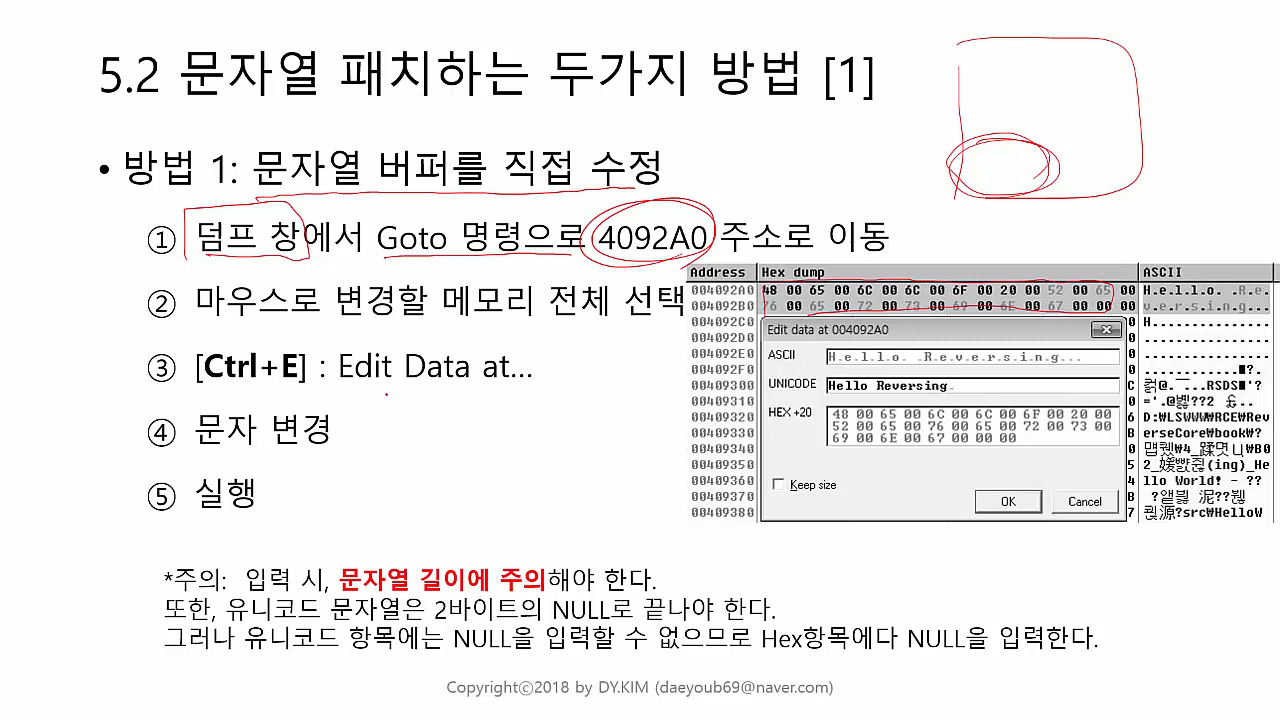 5.2 문자열 패치하는 두가지 방법 [1]
• 방법 1: 문자열 버퍼를 직접 수정
① 덤프 창에서 Goto 명령으로 4092A0 주소로 이동
② 마우스로 변경할 메모리 전체 선택
③ [Ctrl+E] : Edit Data at...
④ 문자 변경
⑤ 실행
Address Hex dump ASCII
004092A0 48 00 65 00 6C 00 6C 00 6F 00 20 00 52 00 65 00 H.e.l.l.o. .R.e.
004092B0 76 00 65 00 72 00 73 00 69 00 6E 00 67 00 00 00 v.e.r.s.i.n.g...
004092C0 H...............
004092D0 ................
004092E0 ................
004092F0
00409300 ...RSDS
00409310
00409320 D:\LSWWW\RCE\Rev
00409330 erseCore\book\?
00409340
00409350 (ing)_He
00409360 llo World! - ??
00409370
00409380 src\HelloW
Edit data at 004092A0
ASCII H.e.l.l.o. .R.e.v.e.r.s.i.n.g...
UNICODE Hello Reversing.
HEX +20 48 00 65 00 6C 00 6C 00 6F 00 20 00
52 00 65 00 76 00 65 00 72 00 73 00
69 00 6E 00 67 00 00 00
Keep size
OK Cancel
*주의: 입력 시, 문자열 길이에 주의해야 한다.
또한, 유니코드 문자열은 2바이트의 NULL로 끝나야 한다.
그러나 유니코드 항목에는 NULL을 입력할 수 없으므로 Hex항목에다 NULL을 입력한다.
Copyrightⓒ2018 by DY.KIM (daeyoub69@naver.com)